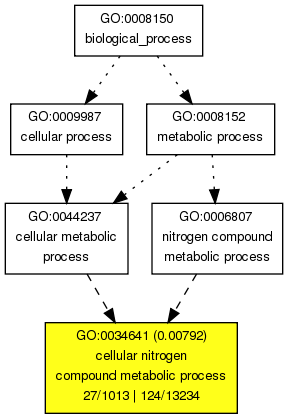 GO:0008150
biological_process
GO:0009987
cellular process
GO:0008152
metabolic process
GO:0044237
cellular metabolic
process
GO:0006807
nitrogen compound
metabolic process
GO:0034641 (0.00792)
cellular nitrogen
compound metabolic process
27/1013 | 124/13234